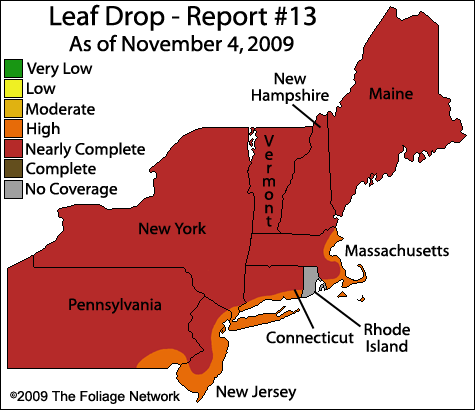 Leaf Drop - Report #13
As of November 4, 2009
Very Low
Low
Moderate
High
Nearly Complete
Complete
No Coverage
New
Hampshire
Maine
Vermont
New York
Massachusetts
Pennsylvania
Connecticut
Rhode
Island
New Jersey
©2009 The Foliage Network